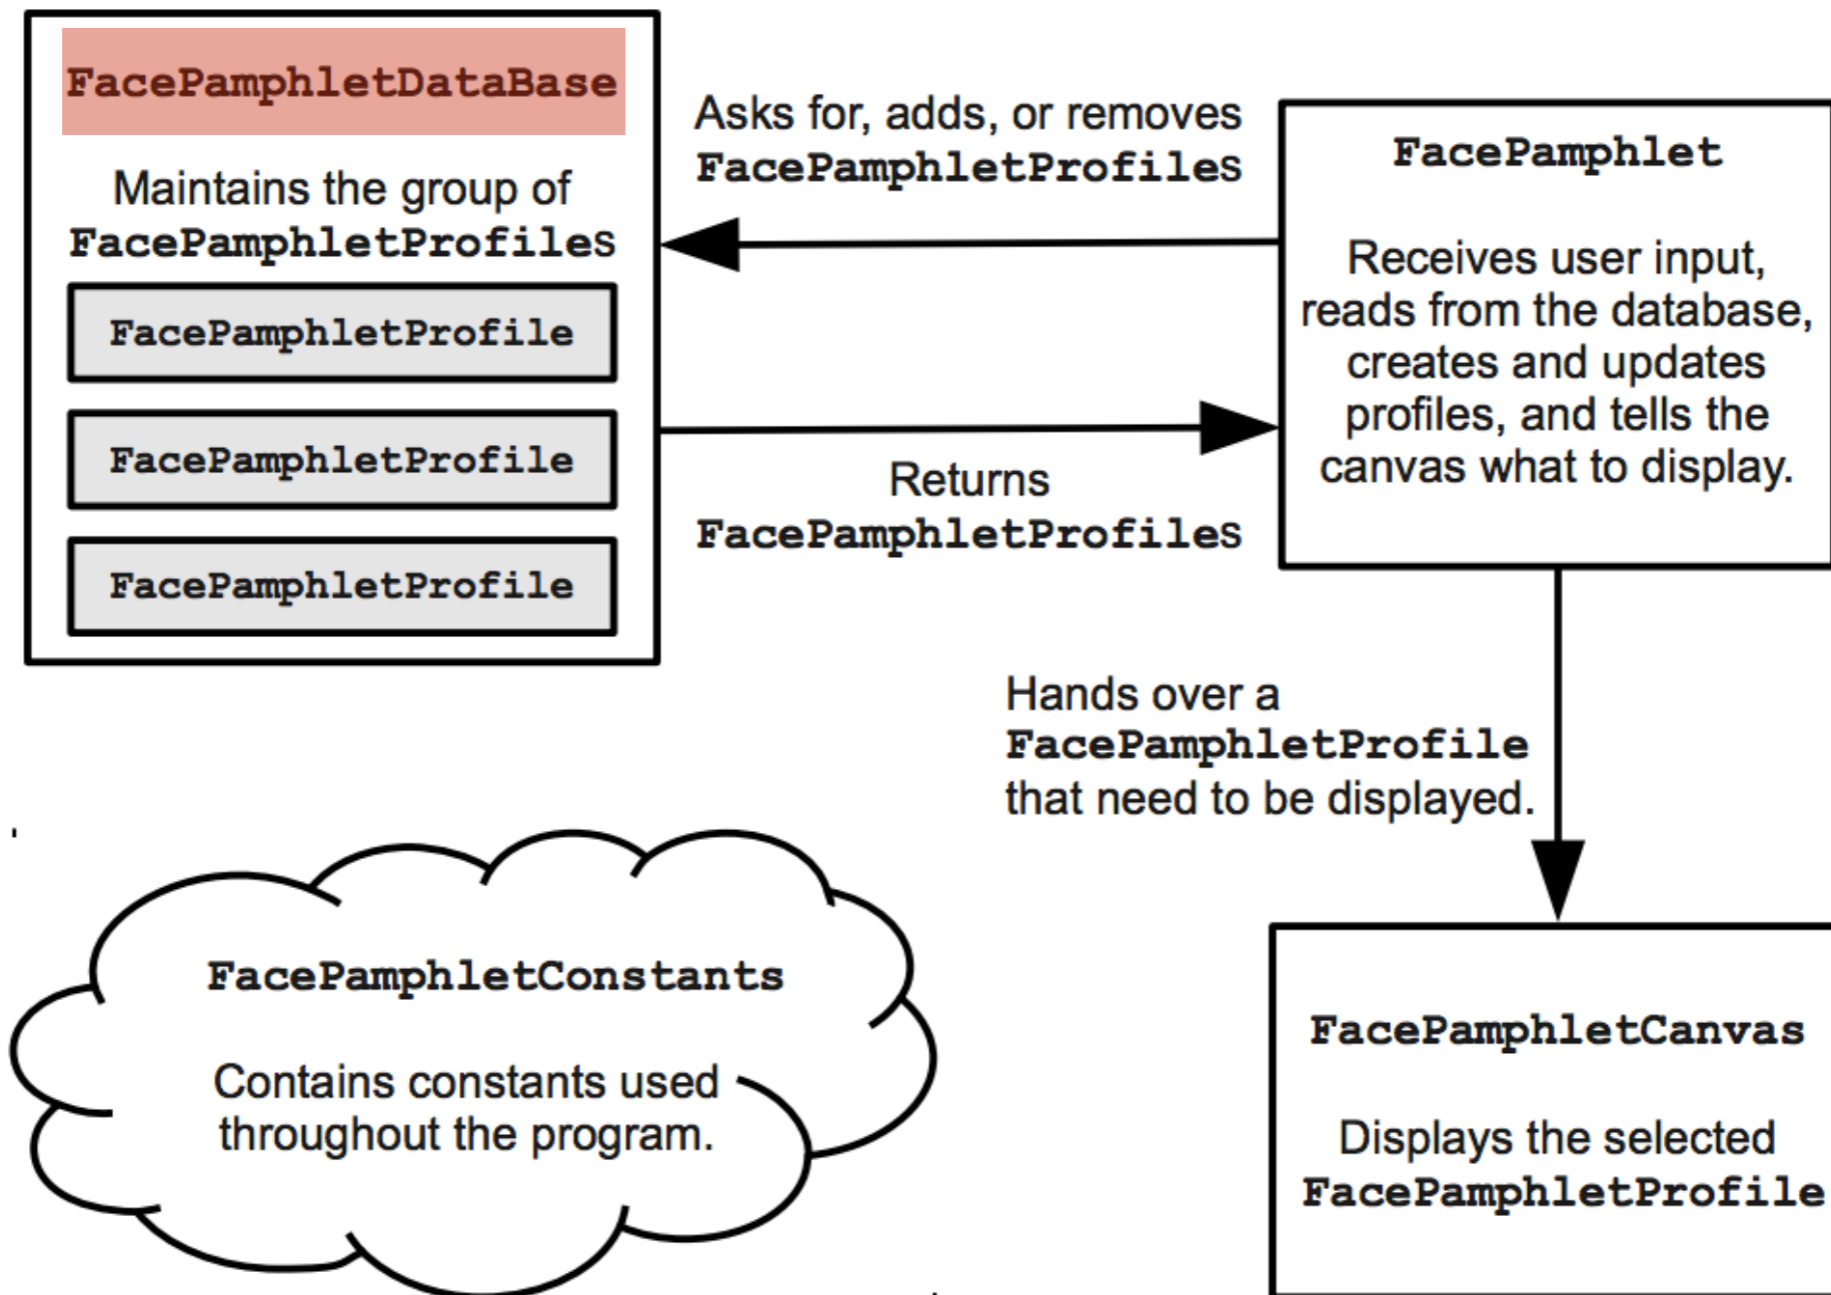 FacePamphletDataBase
Maintains the group of
FacePamphletProfiles
FacePamphletProfile
FacePamphletProfile
FacePamphletProfile
Asks for, adds, or removes
FacePamphletProfiles
Returns
FacePamphletProfiles
FacePamphlet
Receives user input,
reads from the database,
creates and updates
profiles, and tells the
canvas what to display.
Hands over a
FacePamphletProfile
that need to be displayed.
FacePamphletConstants
Contains constants used
throughout the program.
FacePamphletCanvas
Displays the selected
FacePamphletProfile